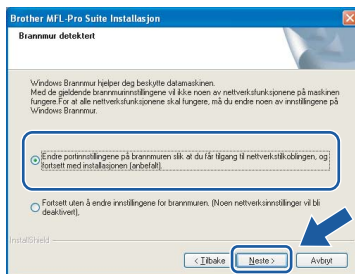 Brother MFL-Pro Suite Installasjon
Brannmur detektert
Windows Brannmur hjelper deg beskytte datamaskinen.
Med de gjeldende brannmurinnstillingene vil ikke noen av nettverksfunksjonene på maskinen
fungere.For at alle nettverksfunksjonene skal fungere, må du endre noen av innstillingene på
Windows Brannmur.
Endre portinnstillingene på brannmuren slik at du får tilgang til nettverkstilkoblingen, og
fortsett med installasjonen (anbefalt).
Fortsett uten å endre innstillingene for brannmuren. (Noen nettverksinnstillinger vil bli
deaktivert),
InstallShield
< Tilbake
Neste >
Avbryt